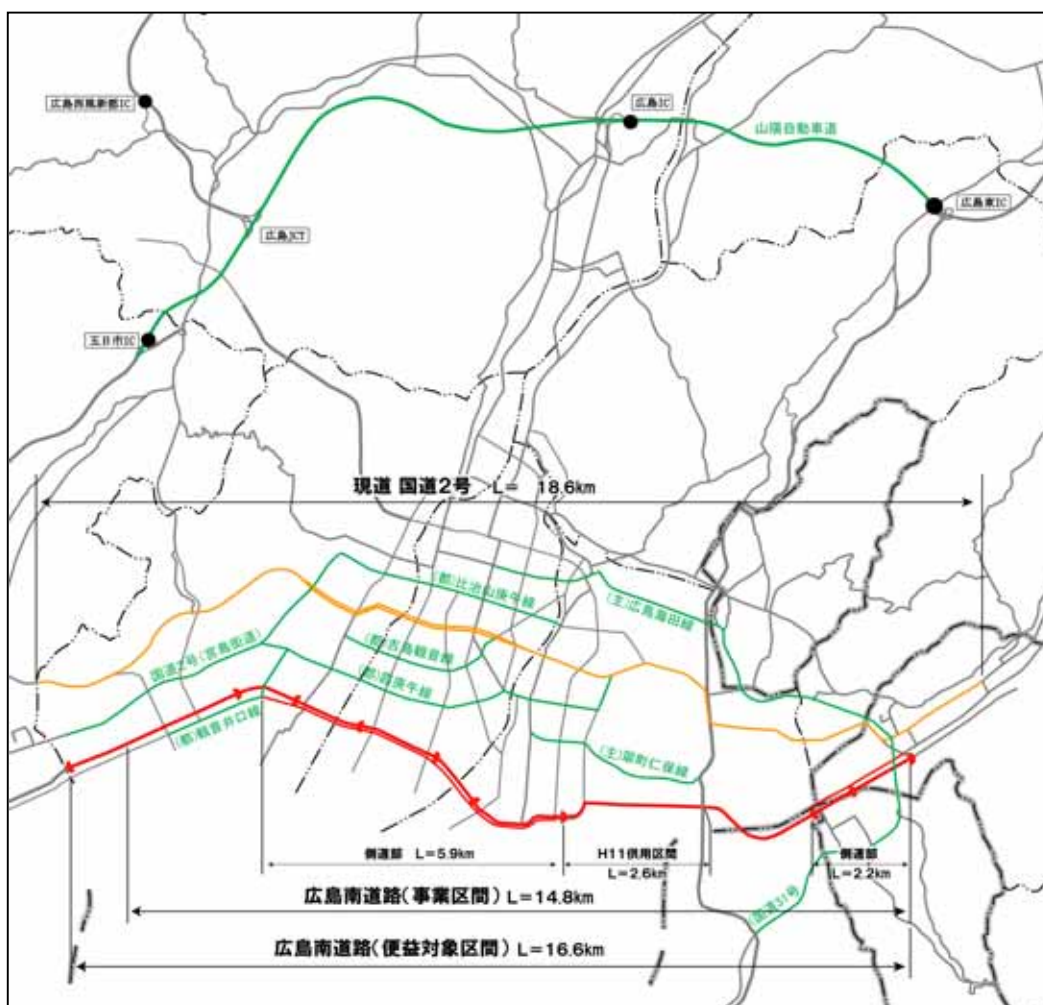 広島西風新都IC
広島IC
山陽自動車道
広島東IC
広島JCT
五日市IC
現道 国道2号 L= 18.6km
(都)比治山庚午線
(主)広島海田線
国道2号(宮島街道)
(都)吉島観音線
(都)霞庚午線
(都)観音井口線
(主)翠町仁保線
側道部 L=5.9km
H11供用区間
L=2.6km
側道部
L=2.2km
広島南道路(事業区間) L=14.8km
国道31号
広島南道路(便益対象区間) L=16.6km